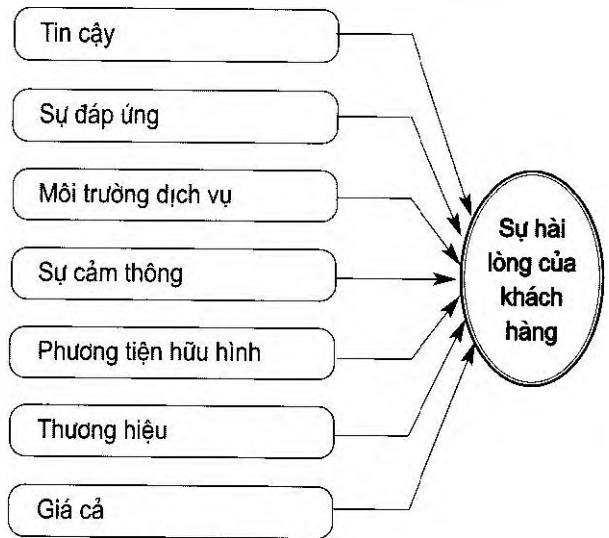 Tin cậy
Sự đáp ứng
Môi trường dịch vụ
Sự cảm thông
Phương tiện hữu hình
Thương hiệu
Giá cả
Sự hài
lòng của
khách
hàng